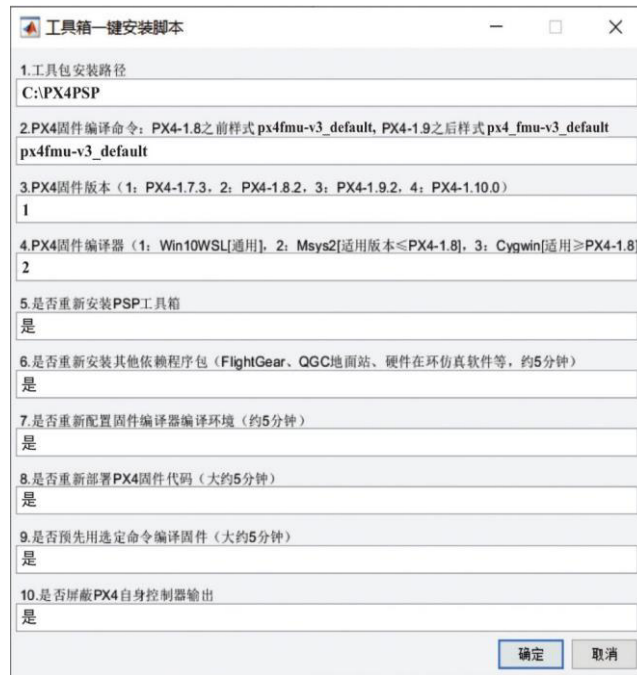 工具箱一键安装脚本
1.工具包安装路径
C:\PX4PSP
2.PX4固件编译命令：PX4-1.8之前样式px4fmu-v3_default, PX4-1.9之后样式px4_fmu-v3_default
px4fmu-v3_default
3.PX4固件版本（1：PX4-1.7.3，2：PX4-1.8.2，3：PX4-1.9.2，4：PX4-1.10.0）
1
4.PX4固件编译器（1：Win10WSL[通用]，2：Msys2[适用版本≤PX4-1.8]，3：Cygwin[适用≥PX4-1.8]
2
5.是否重新安装PSP工具箱
是
6.是否重新安装其他依赖程序包（FlightGear、QGC地面站、硬件在环仿真软件等，约5分钟）
是
7.是否重新配置固件编译器编译环境（约5分钟）
是
8.是否重新部署PX4固件代码（大约5分钟）
是
9.是否预先用选定命令编译固件（大约5分钟）
是
10.是否屏蔽PX4自身控制器输出
是
确定 取消